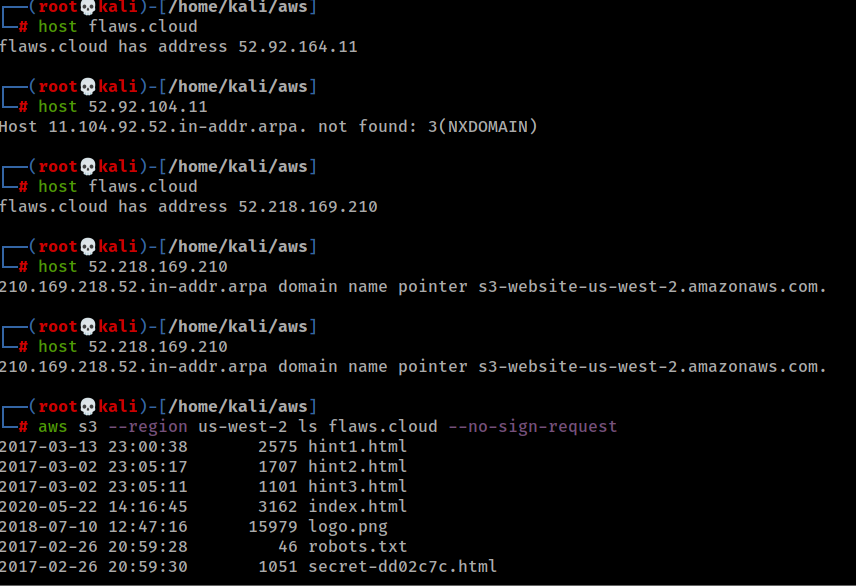 ┌──(root💀kali)-[/home/kali/aws]
└─# host flaws.cloud
flaws.cloud has address 52.92.164.11
┌──(root💀kali)-[/home/kali/aws]
└─# host 52.92.104.11
Host 11.104.92.52.in-addr.arpa. not found: 3(NXDOMAIN)
┌──(root💀kali)-[/home/kali/aws]
└─# host flaws.cloud
flaws.cloud has address 52.218.169.210
┌──(root💀kali)-[/home/kali/aws]
└─# host 52.218.169.210
210.169.218.52.in-addr.arpa domain name pointer s3-website-us-west-2.amazonaws.com.
┌──(root💀kali)-[/home/kali/aws]
└─# host 52.218.169.210
210.169.218.52.in-addr.arpa domain name pointer s3-website-us-west-2.amazonaws.com.
┌──(root💀kali)-[/home/kali/aws]
└─# aws s3 --region us-west-2 ls flaws.cloud --no-sign-request
2017-03-13 23:00:38       2575 hint1.html
2017-03-02 23:05:17       1707 hint2.html
2017-03-02 23:05:11       1101 hint3.html
2020-05-22 14:16:45       3162 index.html
2018-07-10 12:47:16      15979 logo.png
2017-02-26 20:59:28         46 robots.txt
2017-02-26 20:59:30       1051 secret-dd02c7c.html